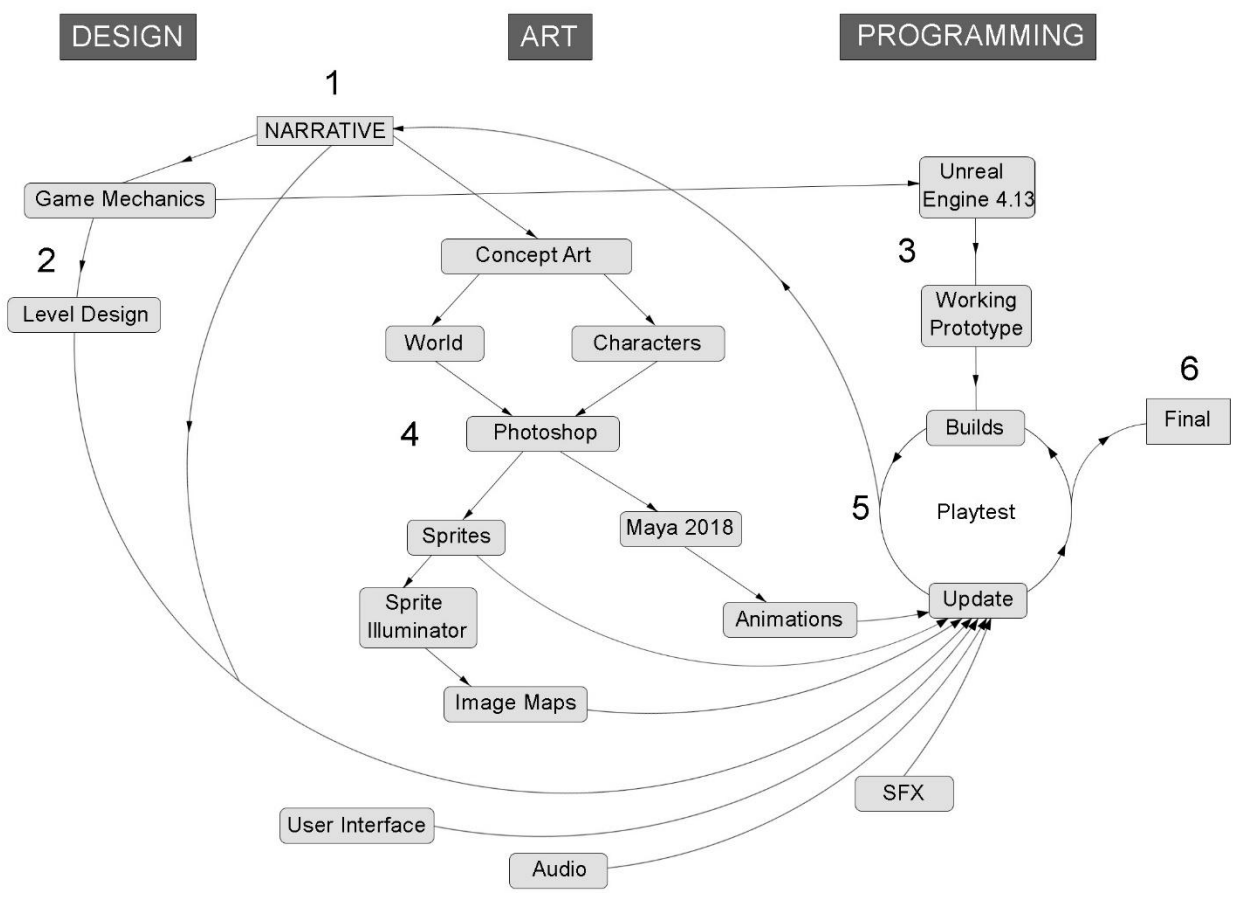 DESIGN
ART
PROGRAMMING
1
NARRATIVE
Game Mechanics
Unreal
Engine 4.13
2
3
Concept Art
Level Design
Working
Prototype
World
Characters
6
Final
4
Photoshop
Builds
5
Playtest
Sprites
Maya 2018
Sprite
Illuminator
Animations
Update
Image Maps
SFX
User Interface
Audio